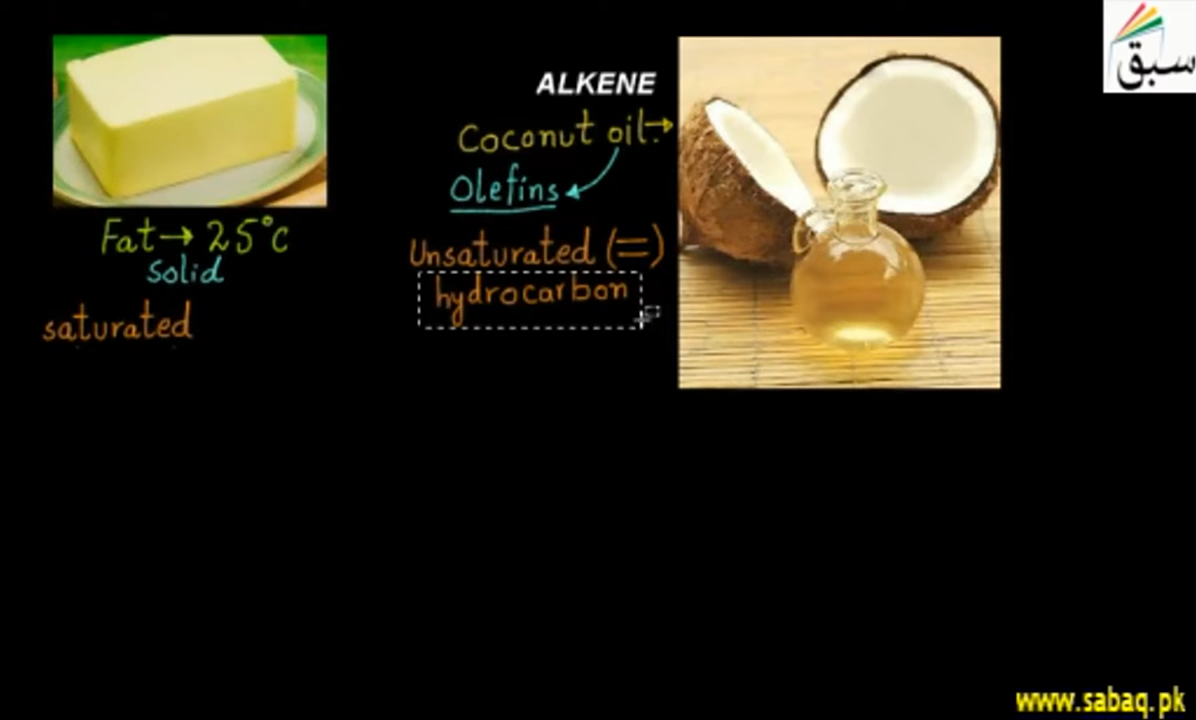 سبق
ALKENE
Coconut oil.→
Olefins
Fat → 25°C
solid
Unsaturated (=)
hydrocarbon
saturated
www.sabaq.pk